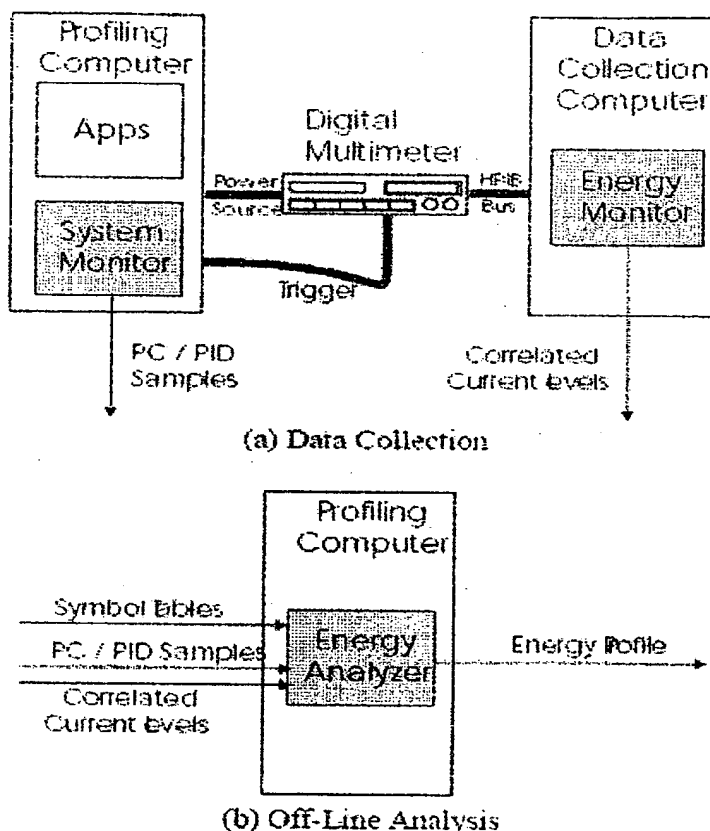 Profiling
Computer
Apps
System
Monitor
Power
Source
Digital
Multimeter
HPIB
Bus
Trigger
Data
Collection
Computer
Energy
Monitor
PC / PID
Samples
Correlated
Current levels
(a) Data Collection
Profiling
Computer
Symbol tables
PC / PID Samples
Correlated
Current levels
Energy
Analyzer
Energy Profile
(b) Off-Line Analysis